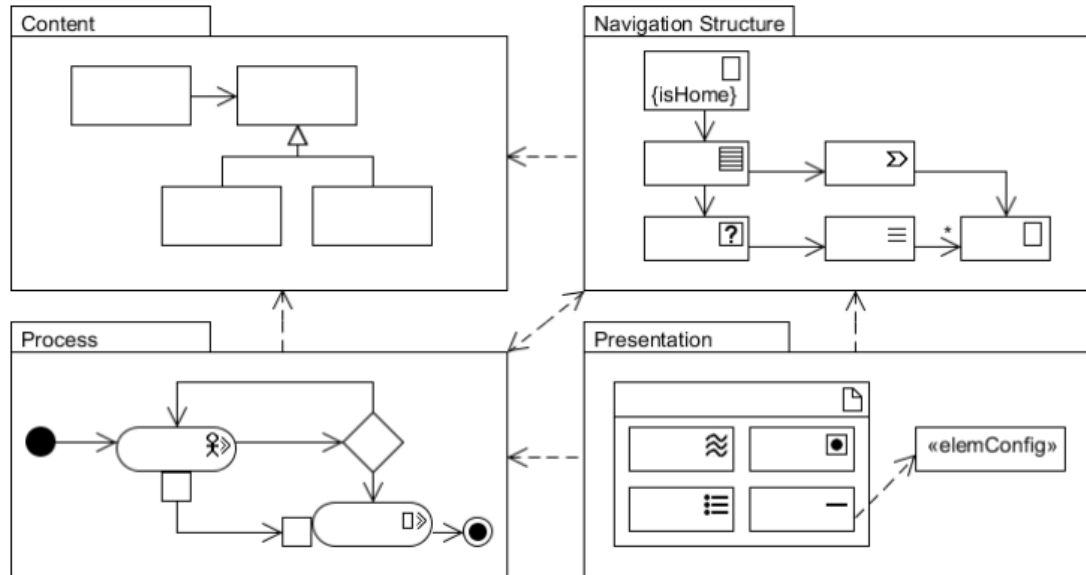 Content
Navigation Structure
{isHome}
?
*
Process
Presentation
«elemConfig»